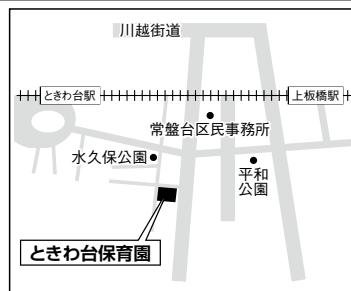 川越街道
ときわ台駅
上板橋駅
常盤台区民事務所
水久保公園
平和
公園
ときわ台保育園